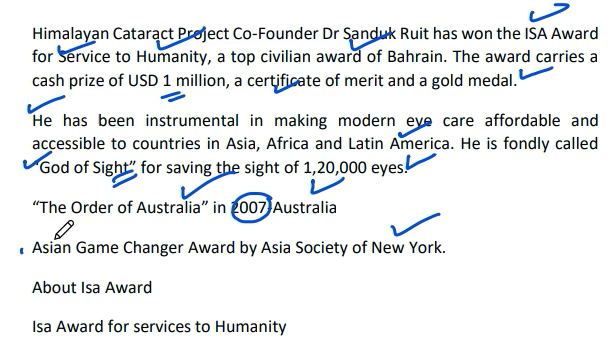 Himalayan Cataract Project Co-Founder Dr Sanduk Ruit has won the ISA Award
for Service to Humanity, a top civilian award of Bahrain. The award carries a
cash prize of USD 1 million, a certificate of merit and a gold medal.
He has been instrumental in making modern eye care affordable and
accessible to countries in Asia, Africa and Latin America. He is fondly called
“God of Sight” for saving the sight of 1,20,000 eyes.
“The Order of Australia” in 2007-Australia
Asian Game Changer Award by Asia Society of New York.
About Isa Award
Isa Award for services to Humanity